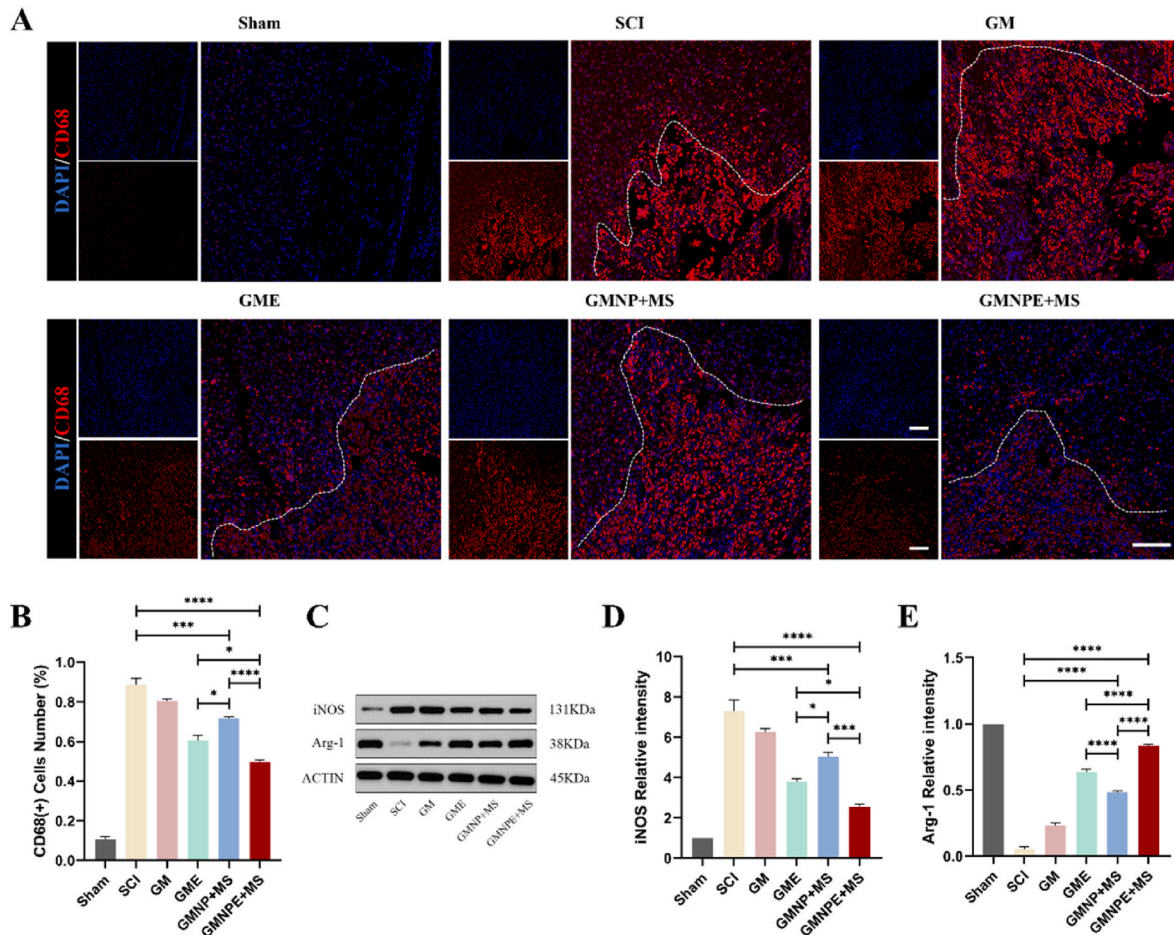 A
Sham
SCI
GM
DAPI/CD68
GME
GMNP+MS
GMNPE+MS
DAPI/CD68
B
****
***
*
****
*
CD68(+) Cells Number (%)
1.0
0.8
0.6
0.4
0.2
0.0
Sham
SCI
GM
GME
GMNP+MS
GMNPE+MS
C
iNOS
131KDa
Arg-1
38KDa
ACTIN
45KDa
Sham
SCI
GM
GME
GMNP+MS
GMNPE+MS
D
****
***
*
*
***
iNOS Relative intensity
10
8
6
4
2
0
Sham
SCI
GM
GME
GMNP+MS
GMNPE+MS
E
****
****
****
****
****
Arg-1 Relative intensity
1.5
1.0
0.5
0.0
Sham
SCI
GM
GME
GMNP+MS
GMNPE+MS